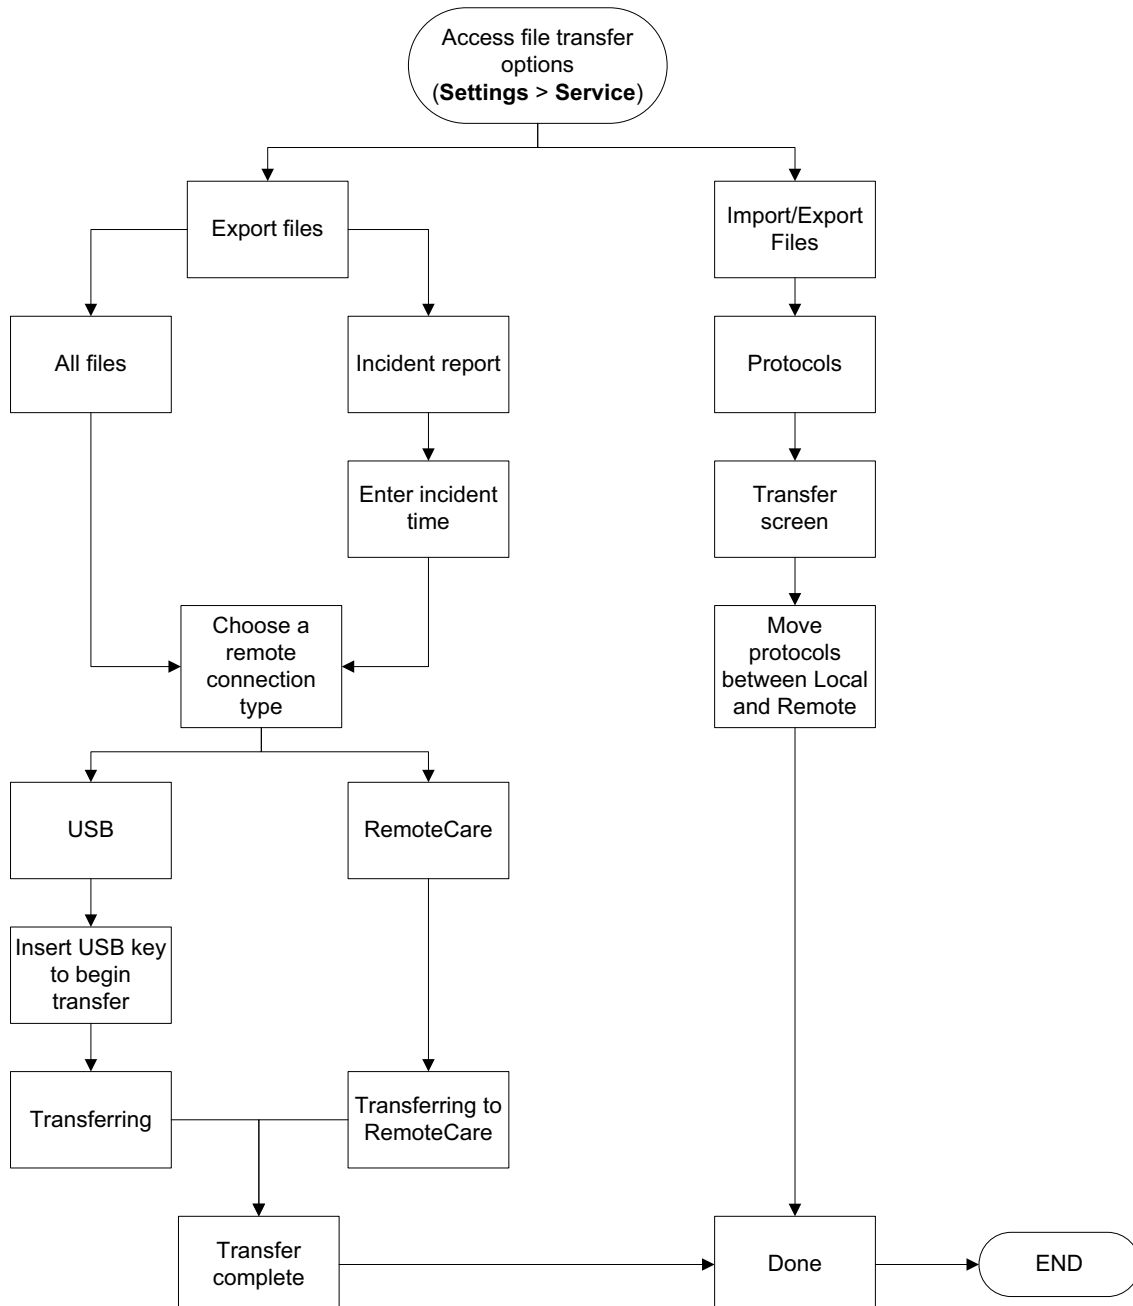 Access file transfer
options
(Settings > Service)
Export files
Import/Export
Files
All files
Incident report
Protocols
Enter incident
time
Transfer
screen
Choose a
remote
connection
type
Move
protocols
between Local
and Remote
USB
RemoteCare
Insert USB key
to begin
transfer
Transferring
Transferring to
RemoteCare
Transfer
complete
Done
END